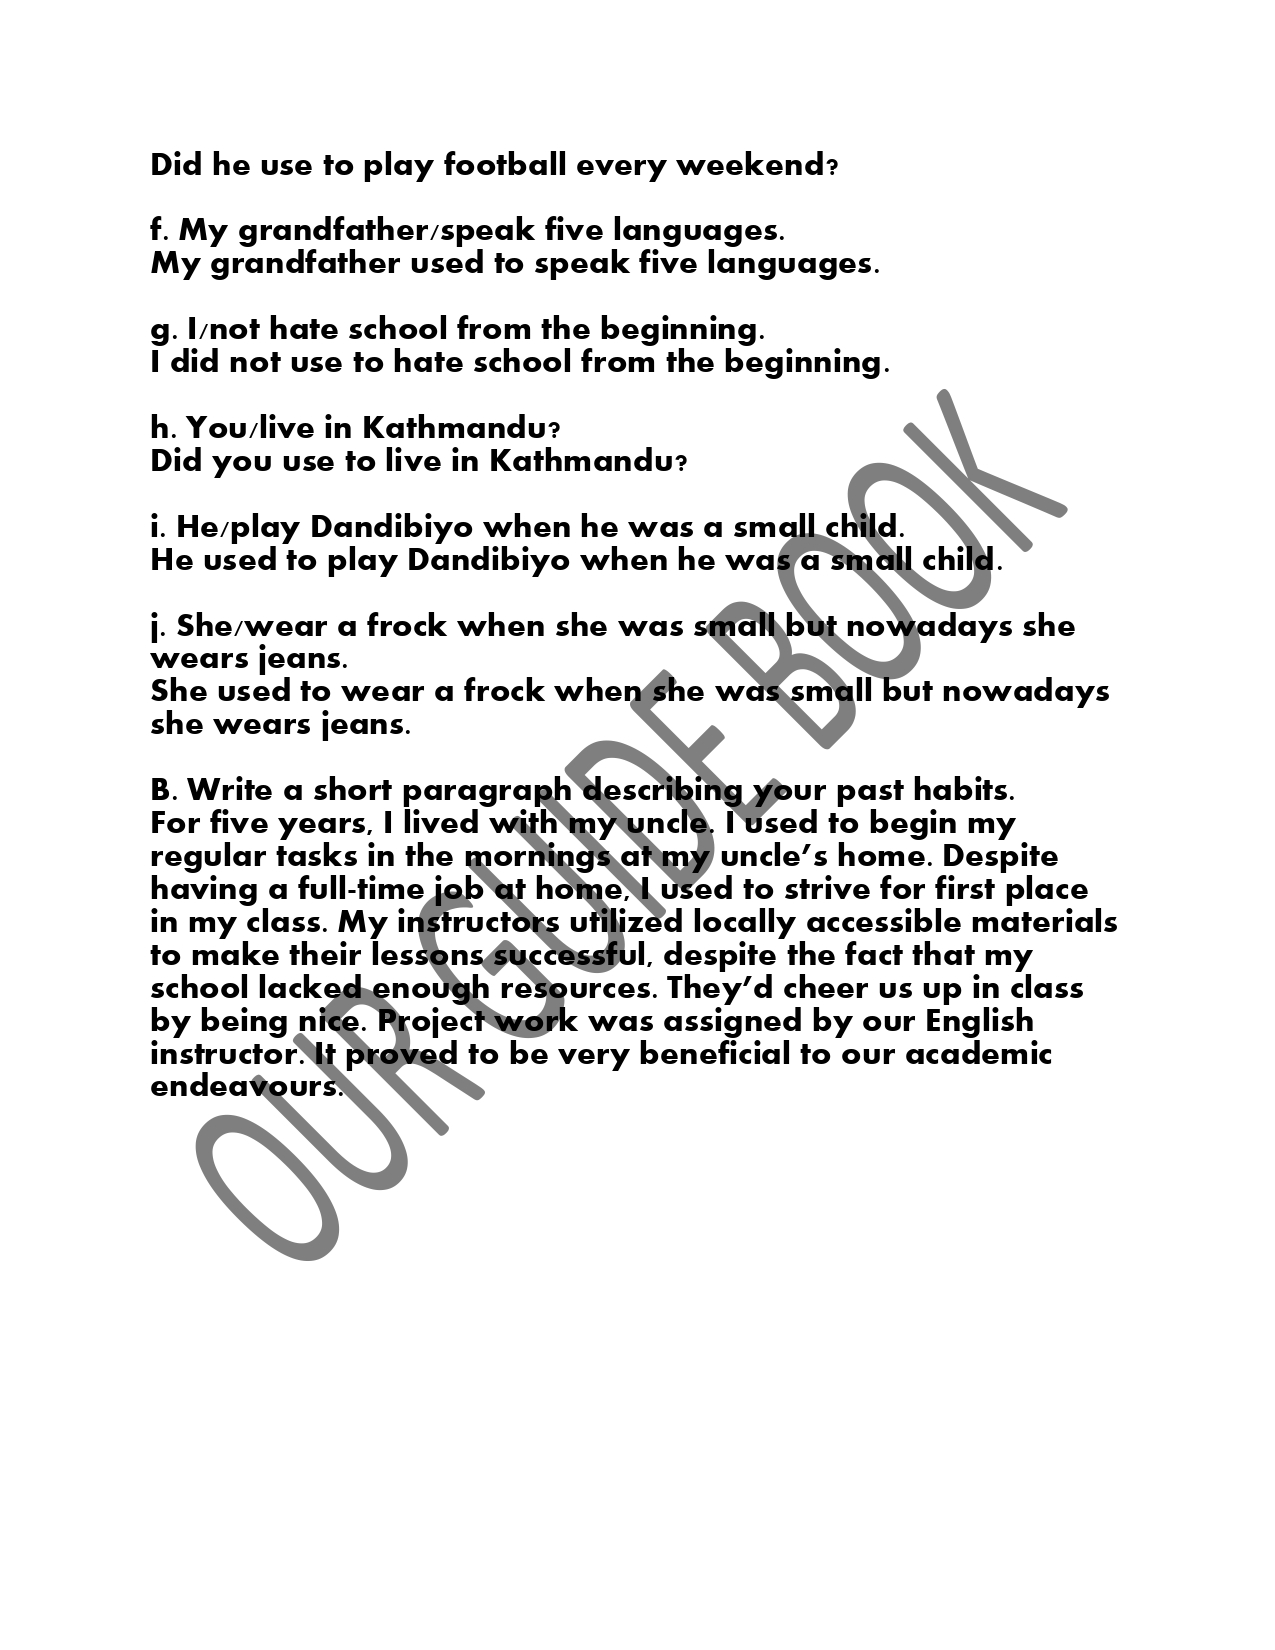 Did he use to play football every weekend?
f. My grandfather/speak five languages.
My grandfather used to speak five languages.
g. I/not hate school from the beginning.
I did not use to hate school from the beginning.
h. You/live in Kathmandu?
Did you use to live in Kathmandu?
i. He/play Dandibiyo when he was a small child.
He used to play Dandibiyo when he was a small child.
j. She/wear a frock when she was small but nowadays she
wears jeans.
She used to wear a frock when she was small but nowadays
she wears jeans.
B. Write a short paragraph describing your past habits.
For five years, I lived with my uncle. I used to begin my
regular tasks in the mornings at my uncle’s home. Despite
having a full-time job at home, I used to strive for first place
in my class. My instructors utilized locally accessible materials
to make their lessons successful, despite the fact that my
school lacked enough resources. They’d cheer us up in class
by being nice. Project work was assigned by our English
instructor. It proved to be very beneficial to our academic
endeavours.
OUR GUIDE BOOK